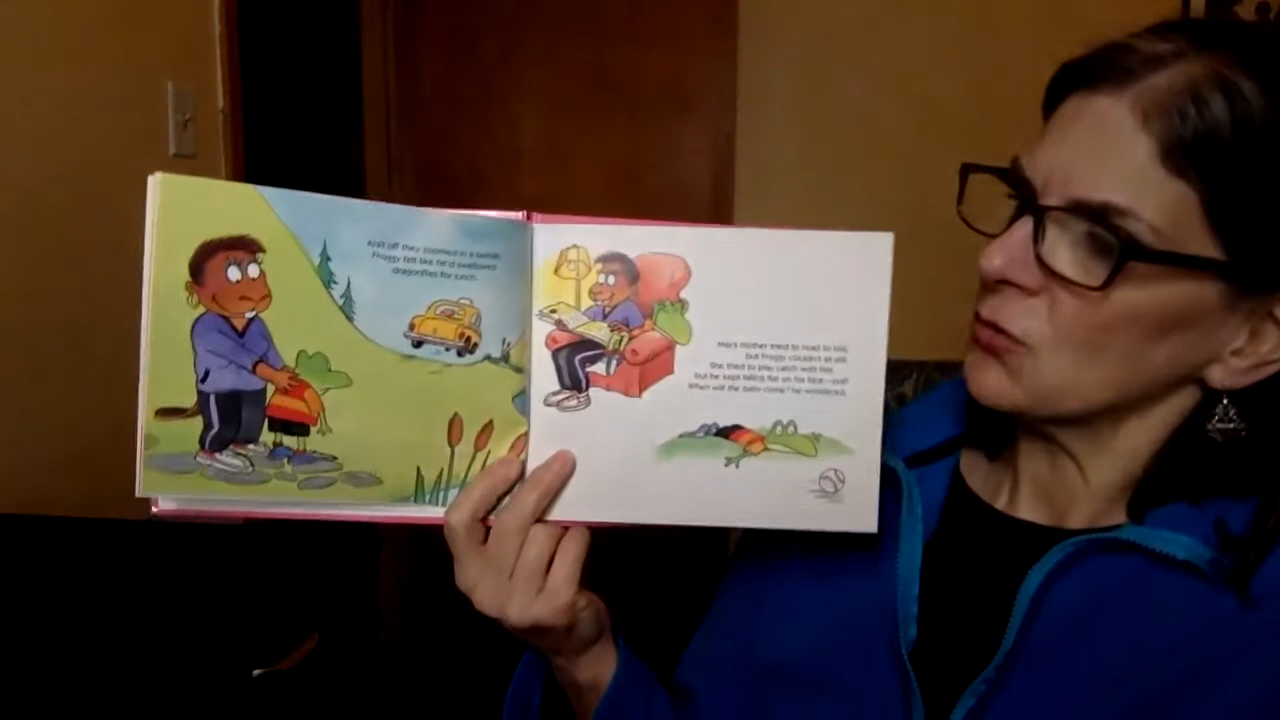 And off they zoomed in a
Froggy felt like he'd swallowed
dragonflies for lunch.
Max's mother tried to read to him,
but Froggy couldn't sit still.
She tried to play catch with him,
but he kept falling flat on his face—oof!
"When will the baby come?" he wondered.